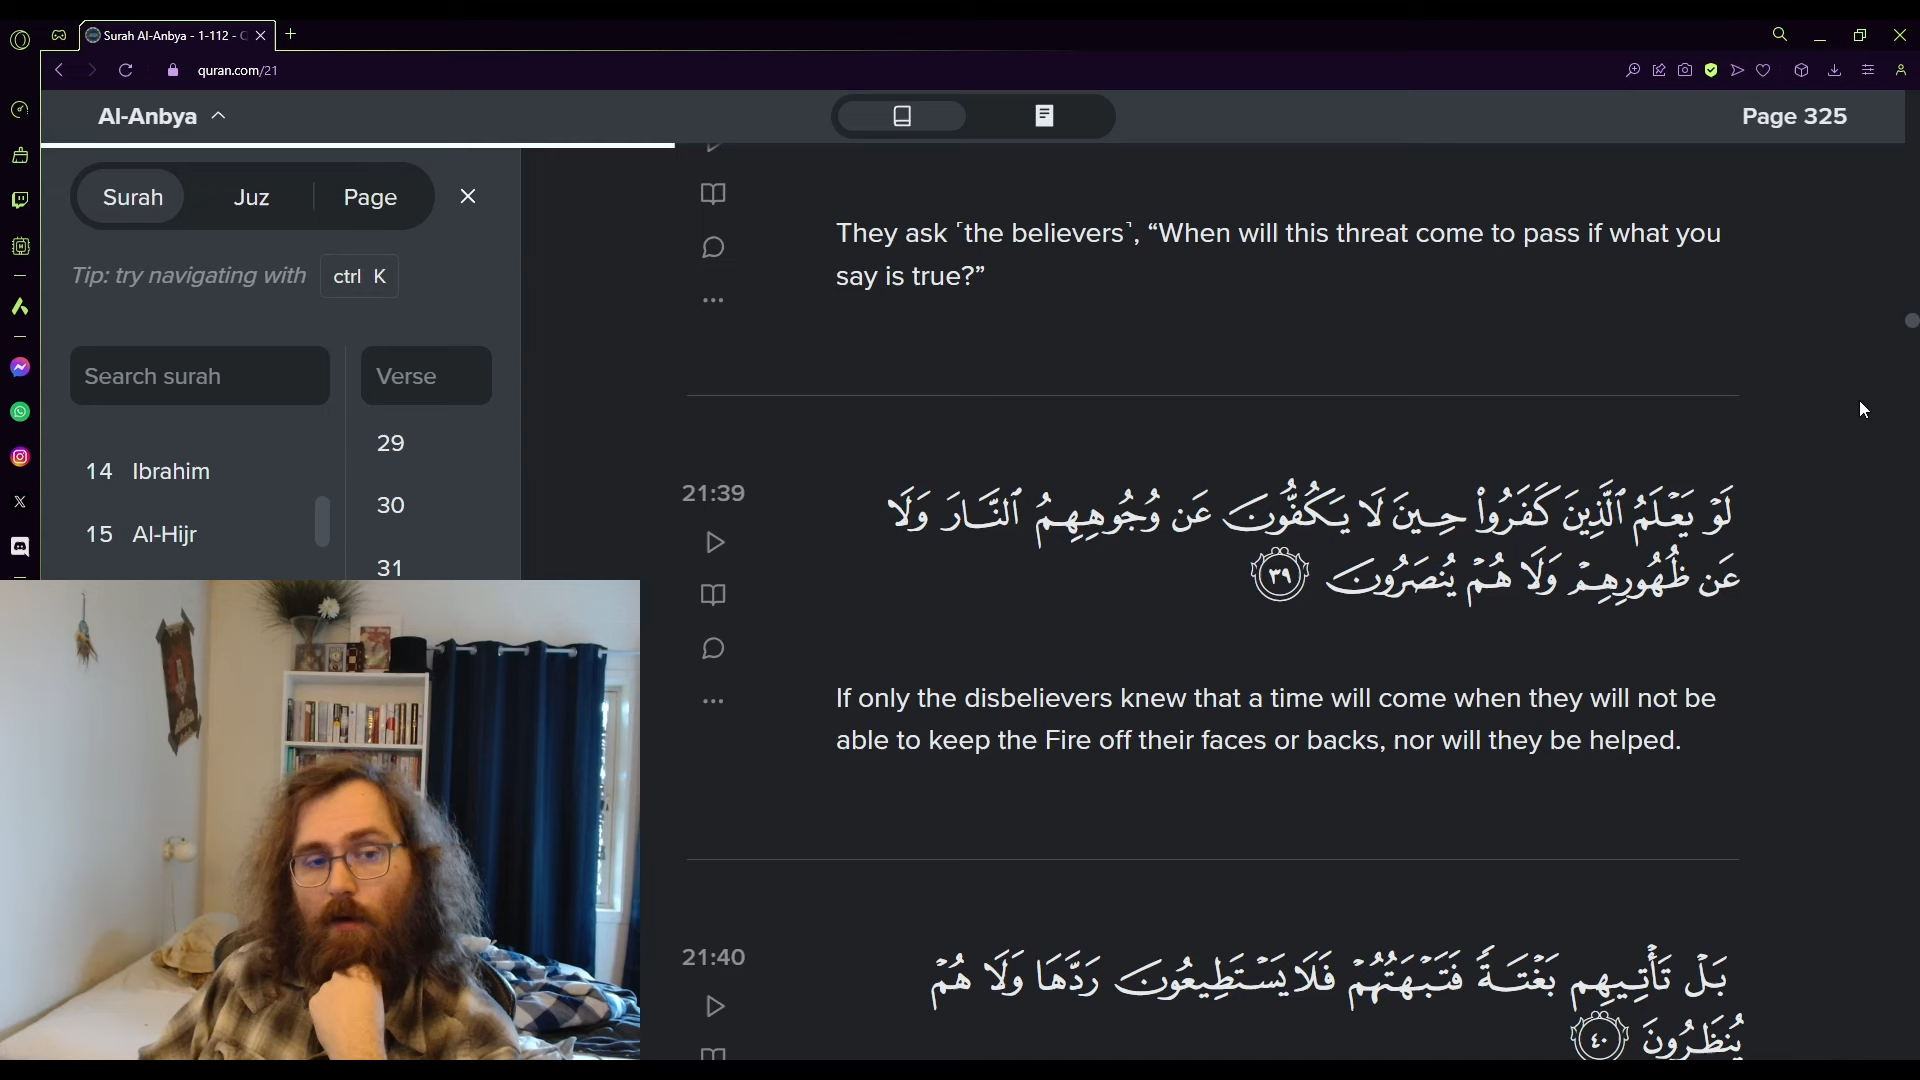 Surah Al-Anbya - 1-112 -
quran.com/21
Al-Anbya
Page 325
Surah
Juz
Page
Tip: try navigating with ctrl K
Search surah
Verse
29
14 Ibrahim
30
15 Al-Hijr
31
They ask ˹the believers˺, “When will this threat come to pass if what you
say is true?”
21:39
لَوْ يَعْلَمُ ٱلَّذِينَ كَفَرُوا۟ حِينَ لَا يَكُفُّونَ عَن وُجُوهِهِمُ ٱلنَّارَ وَلَا
عَن ظُهُورِهِمْ وَلَا هُمْ يُنصَرُونَ ٣٩
If only the disbelievers knew that a time will come when they will not be
able to keep the Fire off their faces or backs, nor will they be helped.
21:40
بَلْ تَأْتِيهِم بَغْتَةً فَتَبْهَتُهُمْ فَلَا يَسْتَطِيعُونَ رَدَّهَا وَلَا هُمْ
يُنظَرُونَ ٤٠